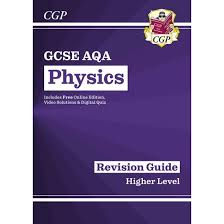 CGP
CGP
GCSE AQA
Physics
Includes Free Online Edition,
Video Solutions & Digital Quiz
Revision Guide
Higher Level